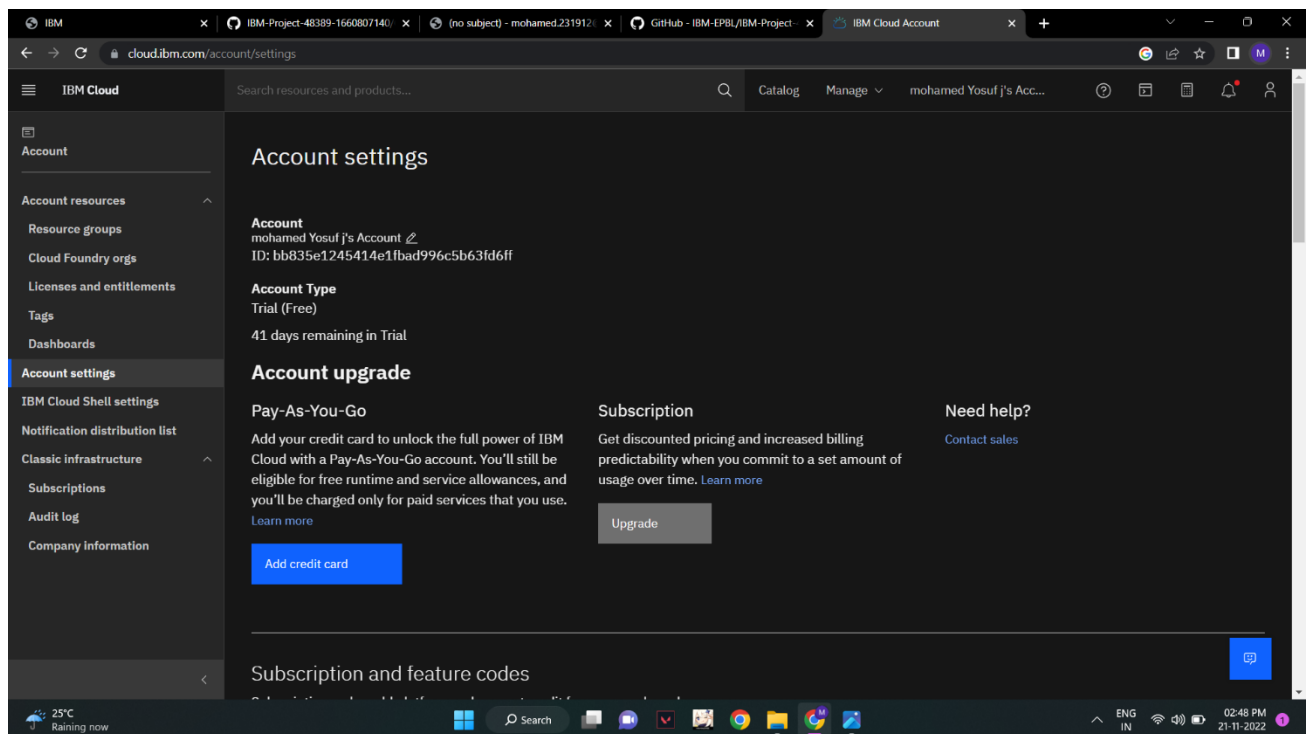 IBM
IBM-Project-48389-1660807140/
(no subject) - mohamed.231912
GitHub - IBM-EPBL/IBM-Project-
IBM Cloud Account
cloud.ibm.com/account/settings
M
IBM Cloud
Search resources and products...
Catalog
Manage
mohamed Yosuf j's Acc...
Account
Account resources
Resource groups
Cloud Foundry orgs
Licenses and entitlements
Tags
Dashboards
Account settings
IBM Cloud Shell settings
Notification distribution list
Classic infrastructure
Subscriptions
Audit log
Company information
Account settings
Account
mohamed Yosuf j's Account
ID: bb835e1245414e1fbad996c5b63fd6ff
Account Type
Trial (Free)
41 days remaining in Trial
Account upgrade
Pay-As-You-Go
Add your credit card to unlock the full power of IBM
Cloud with a Pay-As-You-Go account. You'll still be
eligible for free runtime and service allowances, and
you'll be charged only for paid services that you use.
Learn more
Add credit card
Subscription
Get discounted pricing and increased billing
predictability when you commit to a set amount of
usage over time. Learn more
Upgrade
Need help?
Contact sales
Subscription and feature codes
25°C
Raining now
Search
ENG
IN
02:48 PM
21-11-2022
1